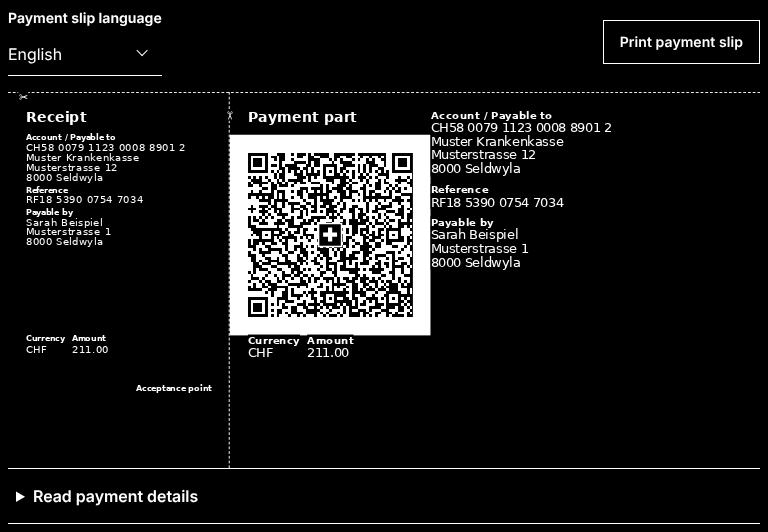 Payment slip language
English
Print payment slip
Receipt
Account / Payable to
CH58 0079 1123 0008 8901 2
Muster Krankenkasse
Musterstrasse 12
8000 Seldwyla
Reference
RF18 5390 0754 7034
Payable by
Sarah Beispiel
Musterstrasse 1
8000 Seldwyla
Currency Amount
CHF 211.00
Acceptance point
Payment part
Currency Amount
CHF 211.00
Account / Payable to
CH58 0079 1123 0008 8901 2
Muster Krankenkasse
Musterstrasse 12
8000 Seldwyla
Reference
RF18 5390 0754 7034
Payable by
Sarah Beispiel
Musterstrasse 1
8000 Seldwyla
Read payment details